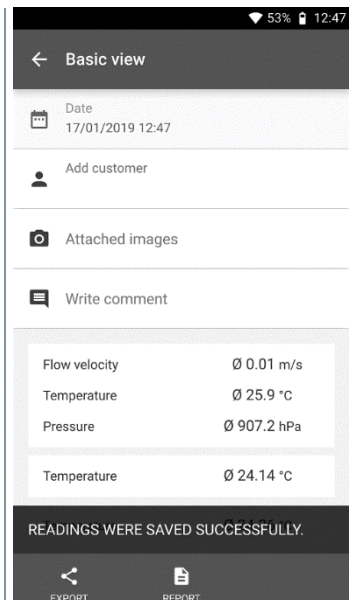 53% 12:47
Basic view
Date
17/01/2019 12:47
Add customer
Attached images
Write comment
Flow velocity Ø 0.01 m/s
Temperature Ø 25.9 °C
Pressure Ø 907.2 hPa
Temperature Ø 24.14 °C
READINGS WERE SAVED SUCCESSFULLY.
EXPORT REPORT